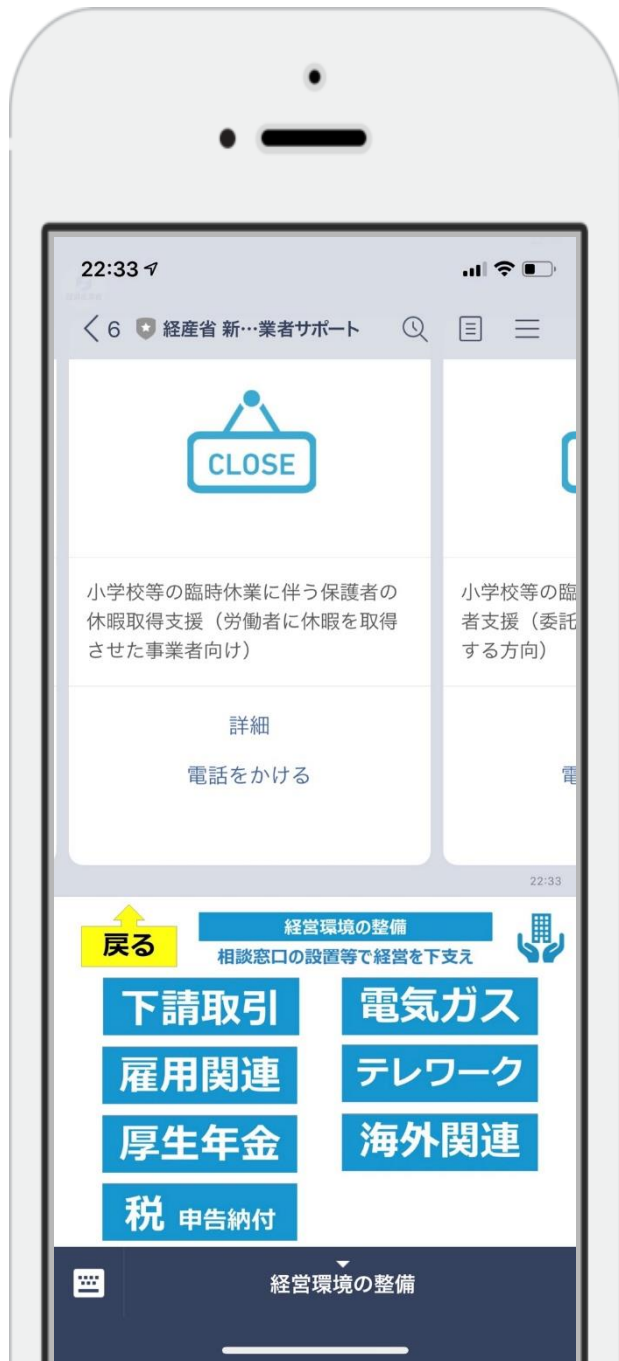 22:33
6 経産省 新…業者サポート
CLOSE
小学校等の臨時休業に伴う保護者の
休暇取得支援（労働者に休暇を取得
させた事業者向け）
詳細
電話をかける
小学校等の臨
者支援（委託
する方向）
電
22:33
戻る
経営環境の整備
相談窓口の設置等で経営を下支え
下請取引
電気ガス
雇用関連
テレワーク
厚生年金
海外関連
税 申告納付
経営環境の整備